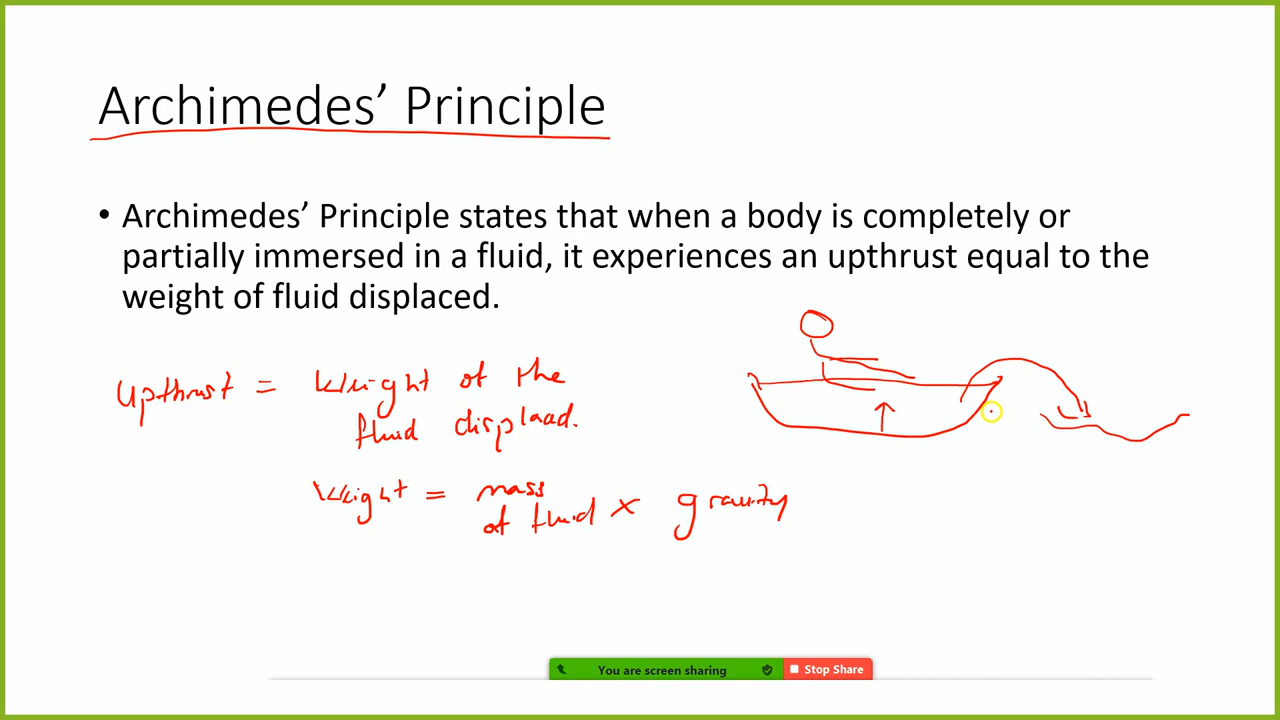 Archimedes’ Principle
• Archimedes’ Principle states that when a body is completely or
partially immersed in a fluid, it experiences an upthrust equal to the
weight of fluid displaced.
Upthrust = Weight of the
fluid displaced.
Weight = mass
of fluid × gravity
You are screen sharing
Stop Share